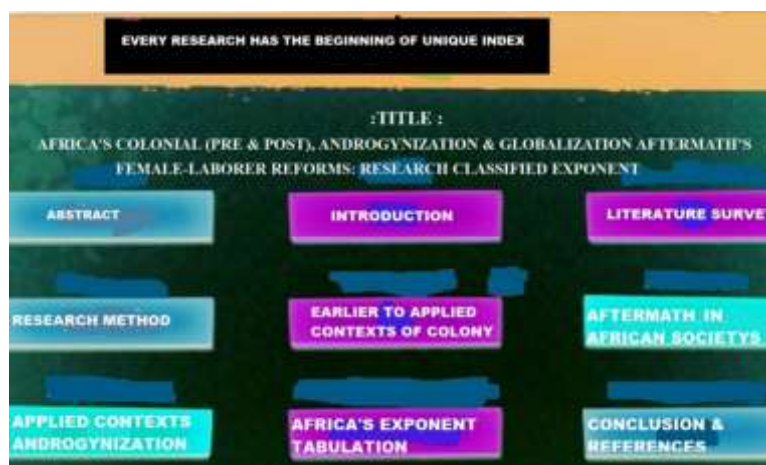 EVERY RESEARCH HAS THE BEGINNING OF UNIQUE INDEX
:TITLE :
AFRICA'S COLONIAL (PRE & POST), ANDROGYNIZATION & GLOBALIZATION AFTERMATH'S
FEMALE-LABORER REFORMS: RESEARCH CLASSIFIED EXPONENT
ABSTRACT
INTRODUCTION
LITERATURE SURVE
RESEARCH METHOD
EARLIER TO APPLIED
CONTEXTS OF COLONY
AFTERMATH IN
AFRICAN SOCIETYS
APPLIED CONTEXTS
ANDROGYNIZATION
AFRICA'S EXPONENT
TABULATION
CONCLUSION &
REFERENCES